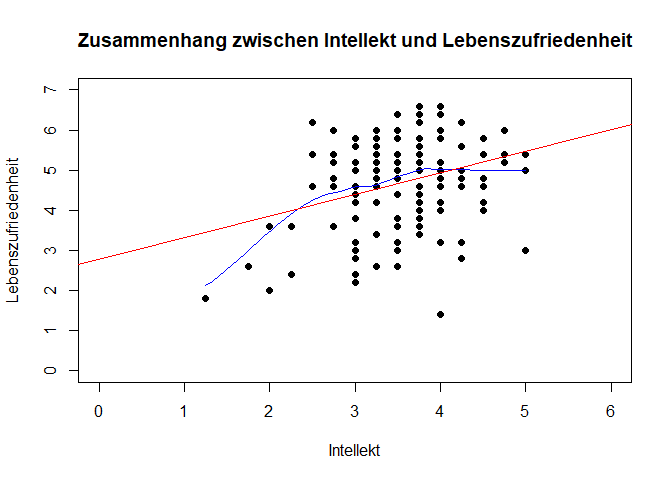 Zusammenhang zwischen Intellekt und Lebenszufriedenheit
Lebenszufriedenheit
7
6
5
4
3
2
1
0
0 1 2 3 4 5 6
Intellekt